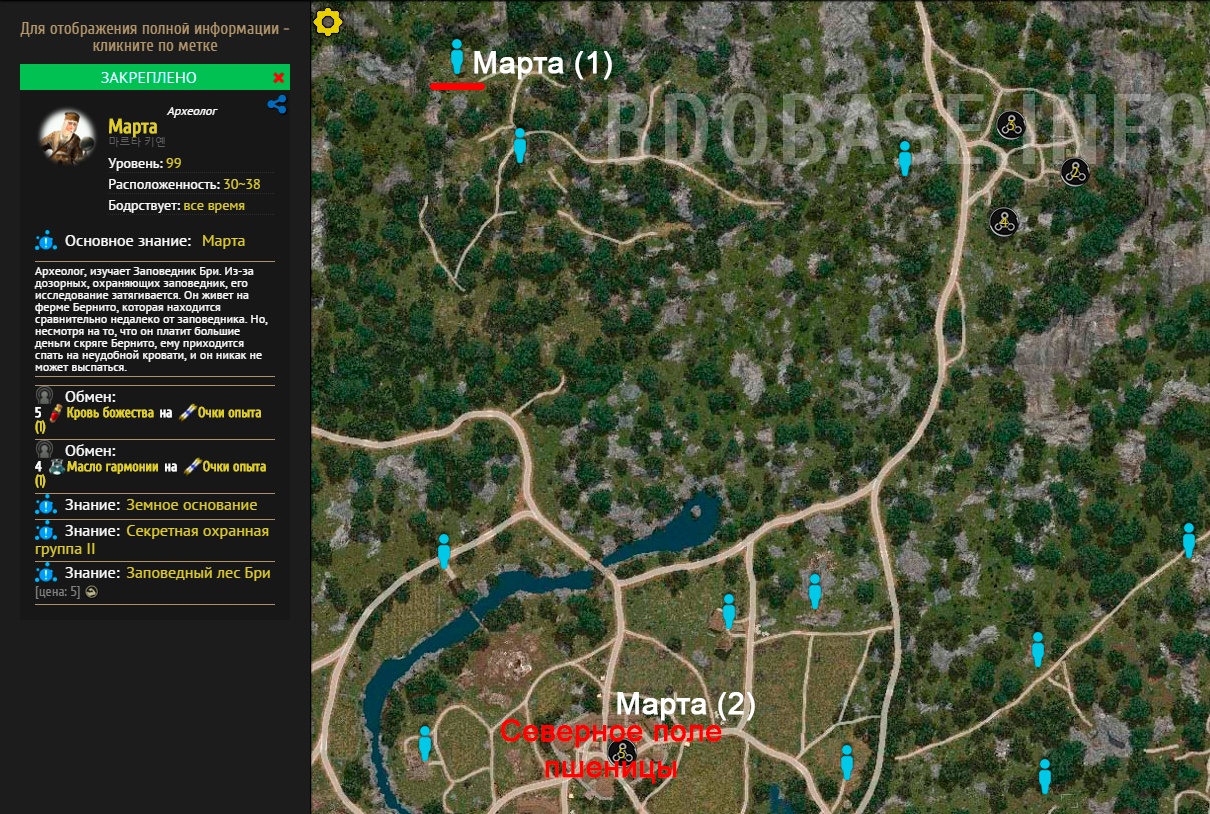 Для отображения полной информации -
кликните по метке
ЗАКРЕПЛЕНО
Археолог
Марта
마르타 키옌
Уровень: 99
Расположенность: 30~38
Бодрствует: все время
Основное знание: Марта
Археолог, изучает Заповедник Бри. Из-за
дозорных, охраняющих заповедник, его
исследование затягивается. Он живет на
ферме Бернито, которая находится
сравнительно недалеко от заповедника. Но,
несмотря на то, что он платит большие
деньги скряге Бернито, ему приходится
спать на неудобной кровати, и он никак не
может выспаться.
Обмен:
5 Кровь божества на Очки опыта
(1)
Обмен:
4 Масло гармонии на Очки опыта
(1)
Знание: Земное основание
Знание: Секретная охранная
группа II
Знание: Заповедный лес Бри
[цена: 5]
Марта (1)
BDOBASE.INFO
Марта (2)
Северное поле
пшеницы